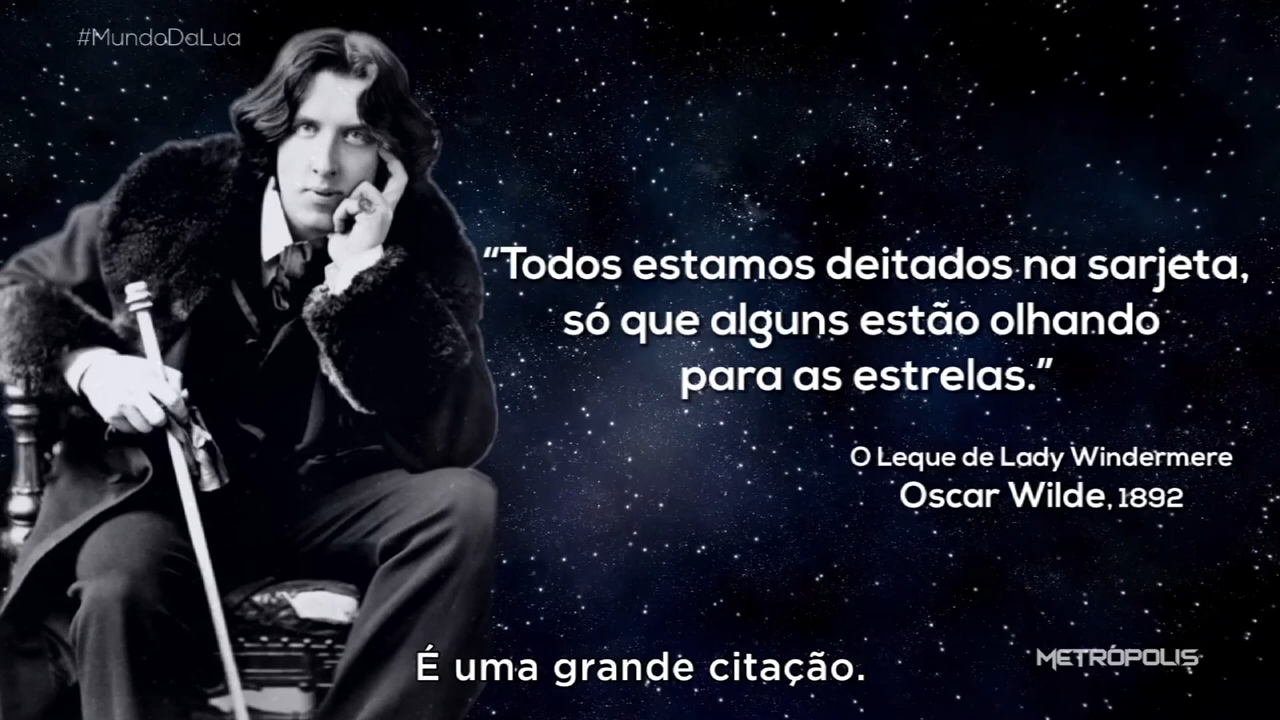 #MundoDaLua
“Todos estamos deitados na sarjeta,
só que alguns estão olhando
para as estrelas.”
O Leque de Lady Windermere
Oscar Wilde, 1892
METRÓPOLIS
É uma grande citação.